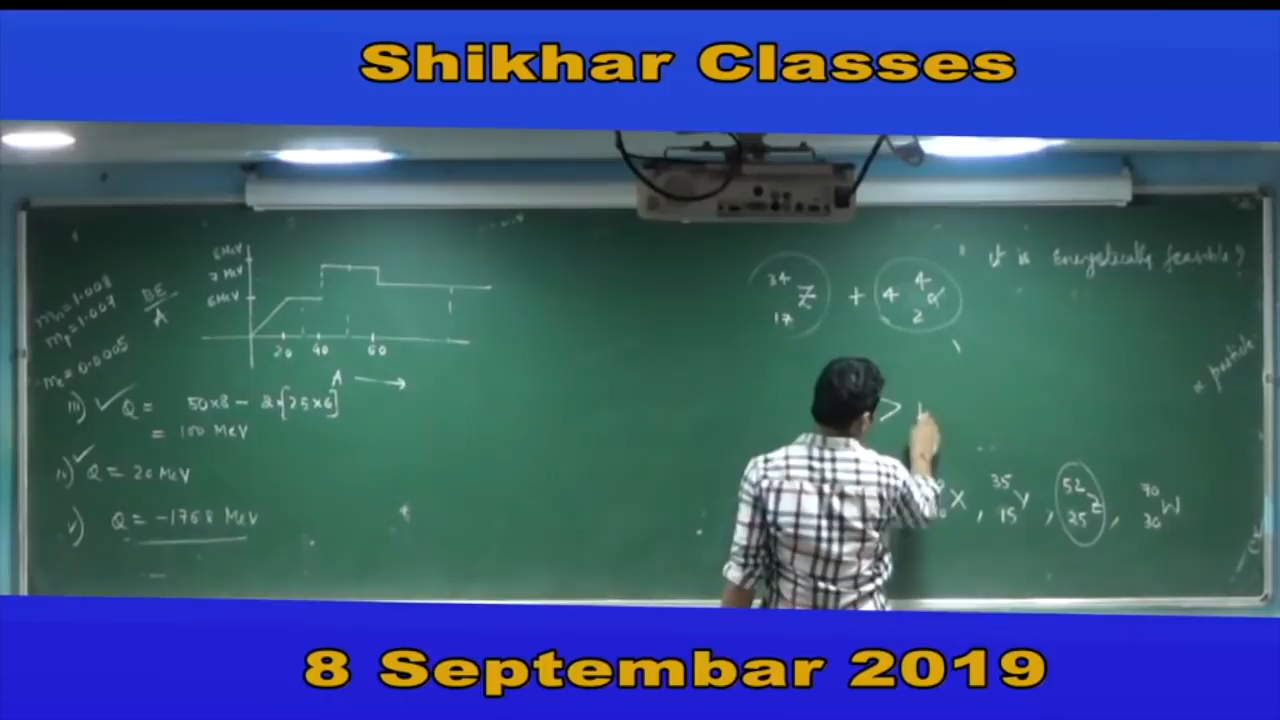 Shikhar Classes
it is Energetically feasible?
mn=1.008
mp=1.007
me=0.0005
BE
A
8 MeV
7 MeV
6 MeV
20 40 60
A
34
17 Z + 4 4
2 α
α particle
iii) ✓ Q = 50×8 - 2×[25×6]
= 100 MeV
✓ Q = 20 MeV
v) Q = -1768 MeV
>
X , 35
15 Y , 52
25 Z , 70
30 W
8 Septembar 2019